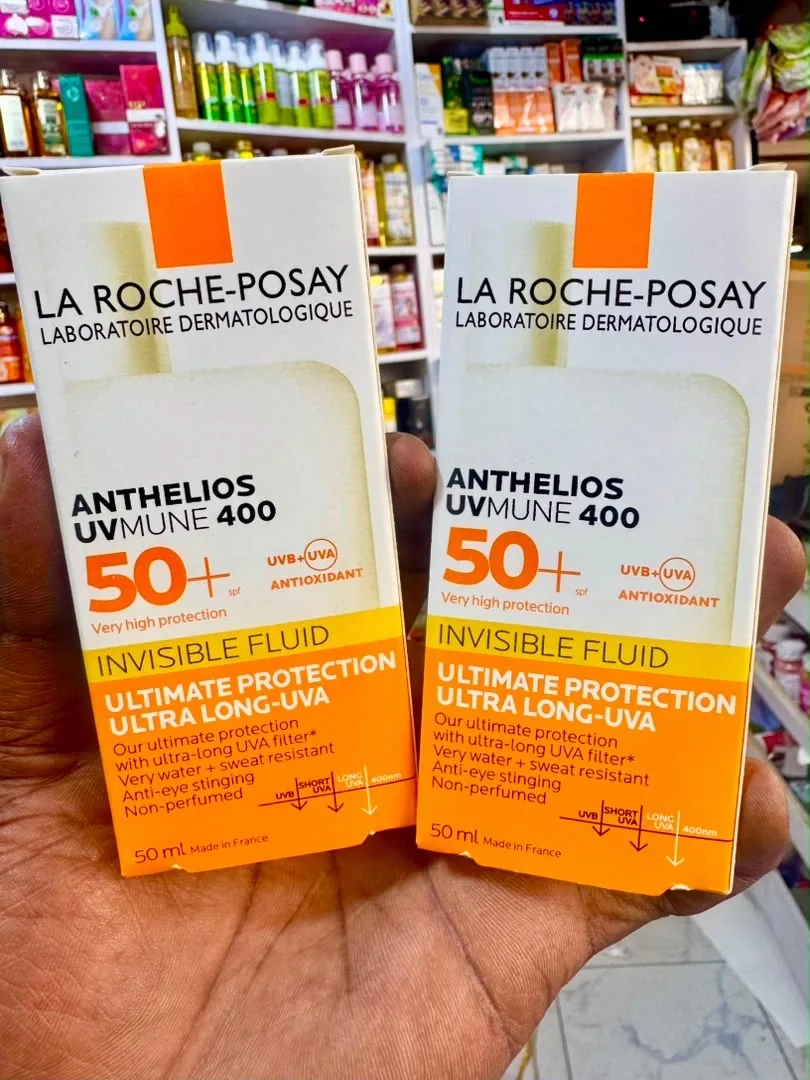 LA ROCHE-POSAY
LABORATOIRE DERMATOLOGIQUE
ANTHELIOS
UVMUNE 400
50+
spf
Very high protection
UVB+UVA
ANTIOXIDANT
INVISIBLE FLUID
ULTIMATE PROTECTION
ULTRA LONG-UVA
Our ultimate protection
with ultra-long UVA filter*
Very water + sweat resistant
Anti-eye stinging
Non-perfumed
UVB
SHORT
UVA
LONG
UVA
400nm
50 ml Made in France
LA ROCHE-POSAY
LABORATOIRE DERMATOLOGIQUE
ANTHELIOS
UVMUNE 400
50+
spf
Very high protection
UVB+UVA
ANTIOXIDANT
INVISIBLE FLUID
ULTIMATE PROTECTION
ULTRA LONG-UVA
Our ultimate protection
with ultra-long UVA filter*
Very water + sweat resistant
Anti-eye stinging
Non-perfumed
UVB
SHORT
UVA
LONG
UVA
400nm
50 ml Made in France